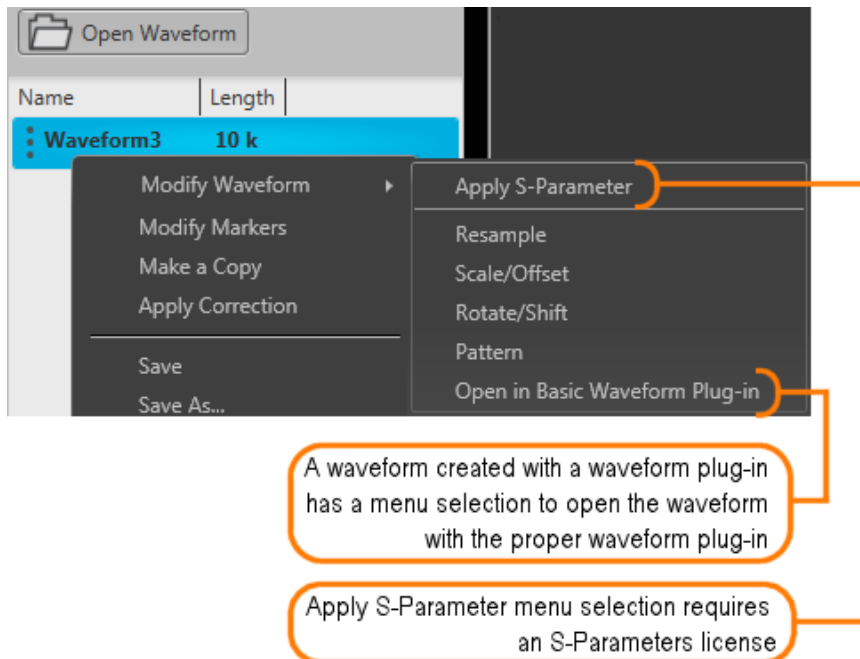 Open Waveform
Name Length
Waveform3 10 k
Modify Waveform
Modify Markers
Make a Copy
Apply Correction
Save
Save As...
Apply S-Parameter
Resample
Scale/Offset
Rotate/Shift
Pattern
Open in Basic Waveform Plug-in
A waveform created with a waveform plug-in
has a menu selection to open the waveform
with the proper waveform plug-in
Apply S-Parameter menu selection requires
an S-Parameters license